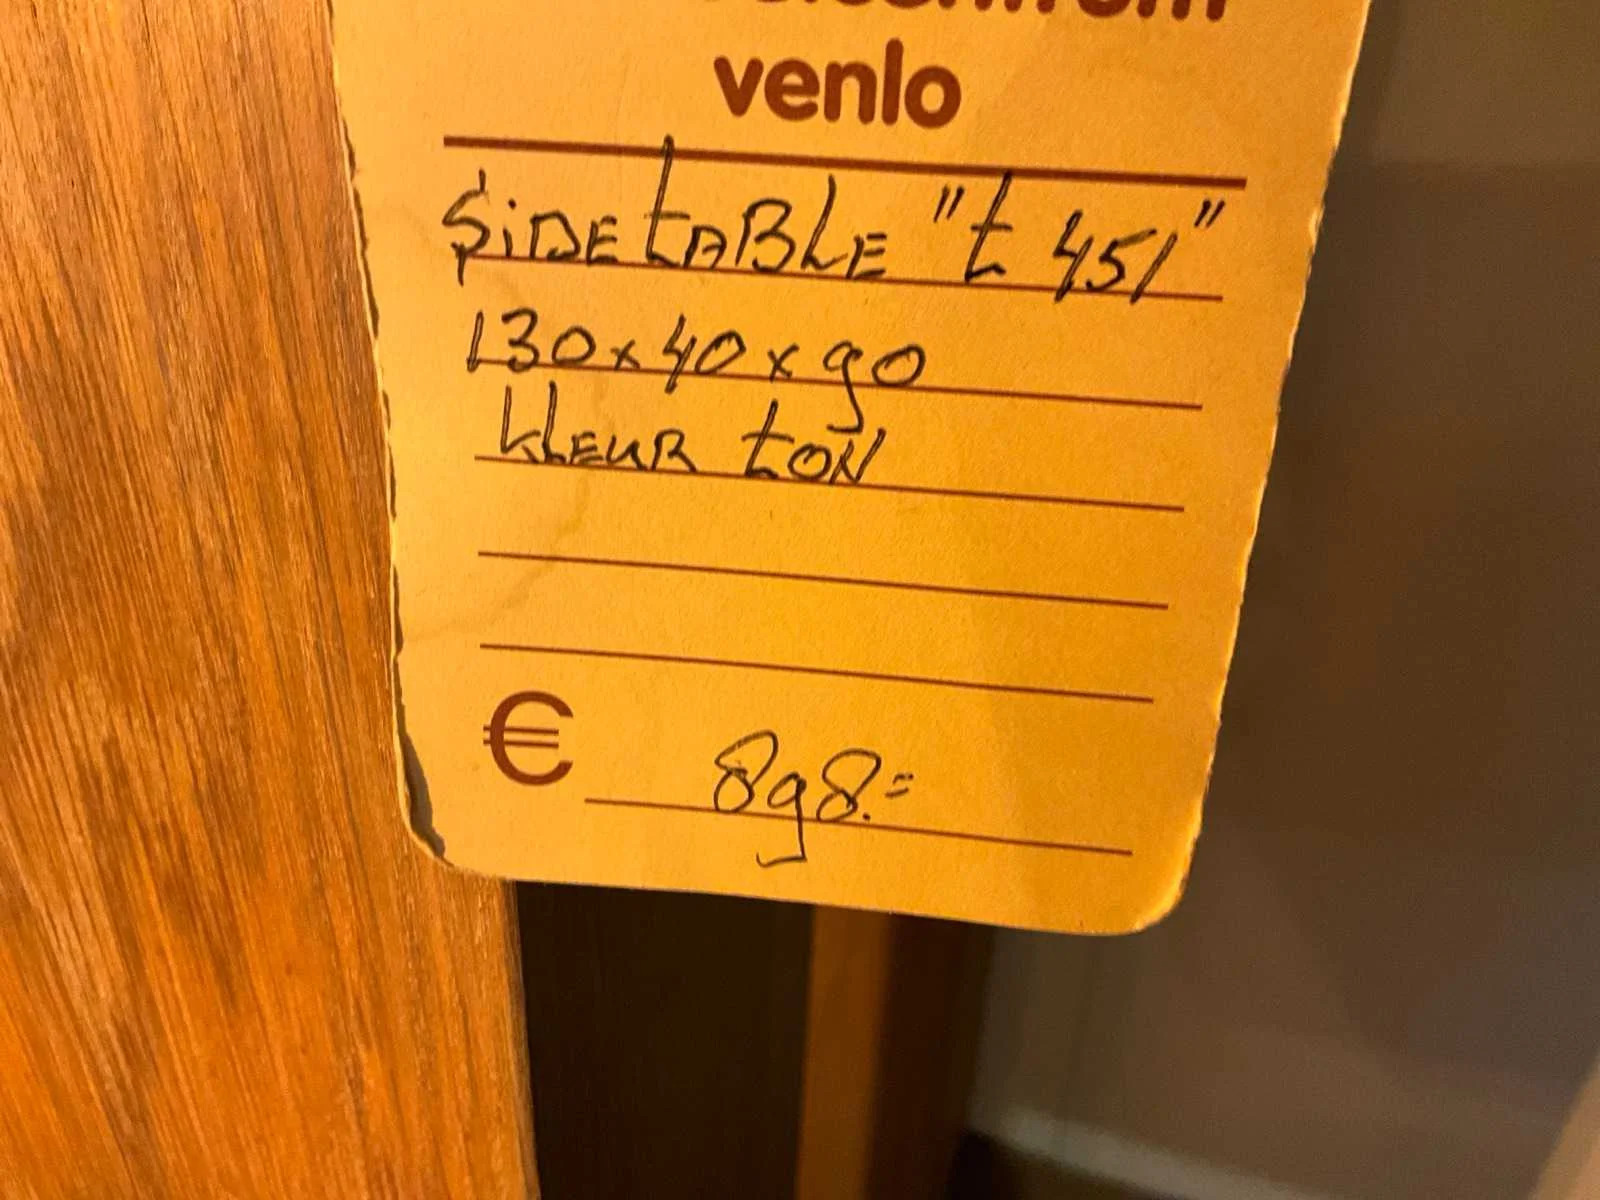 venlo
SIDETABLE "t 451"
130x40x90
KLEUR tON
€ 898.=